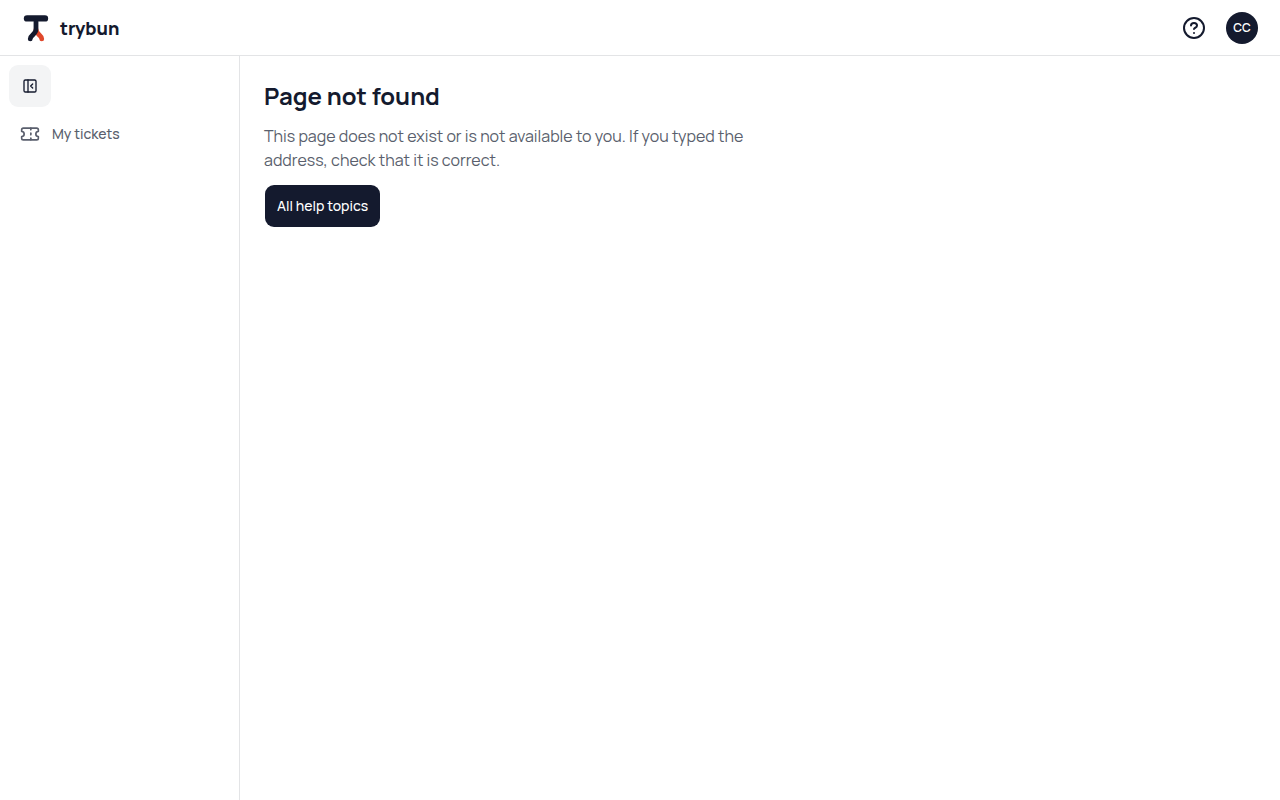 trybun
CC
My tickets
Page not found
This page does not exist or is not available to you. If you typed the
address, check that it is correct.
All help topics